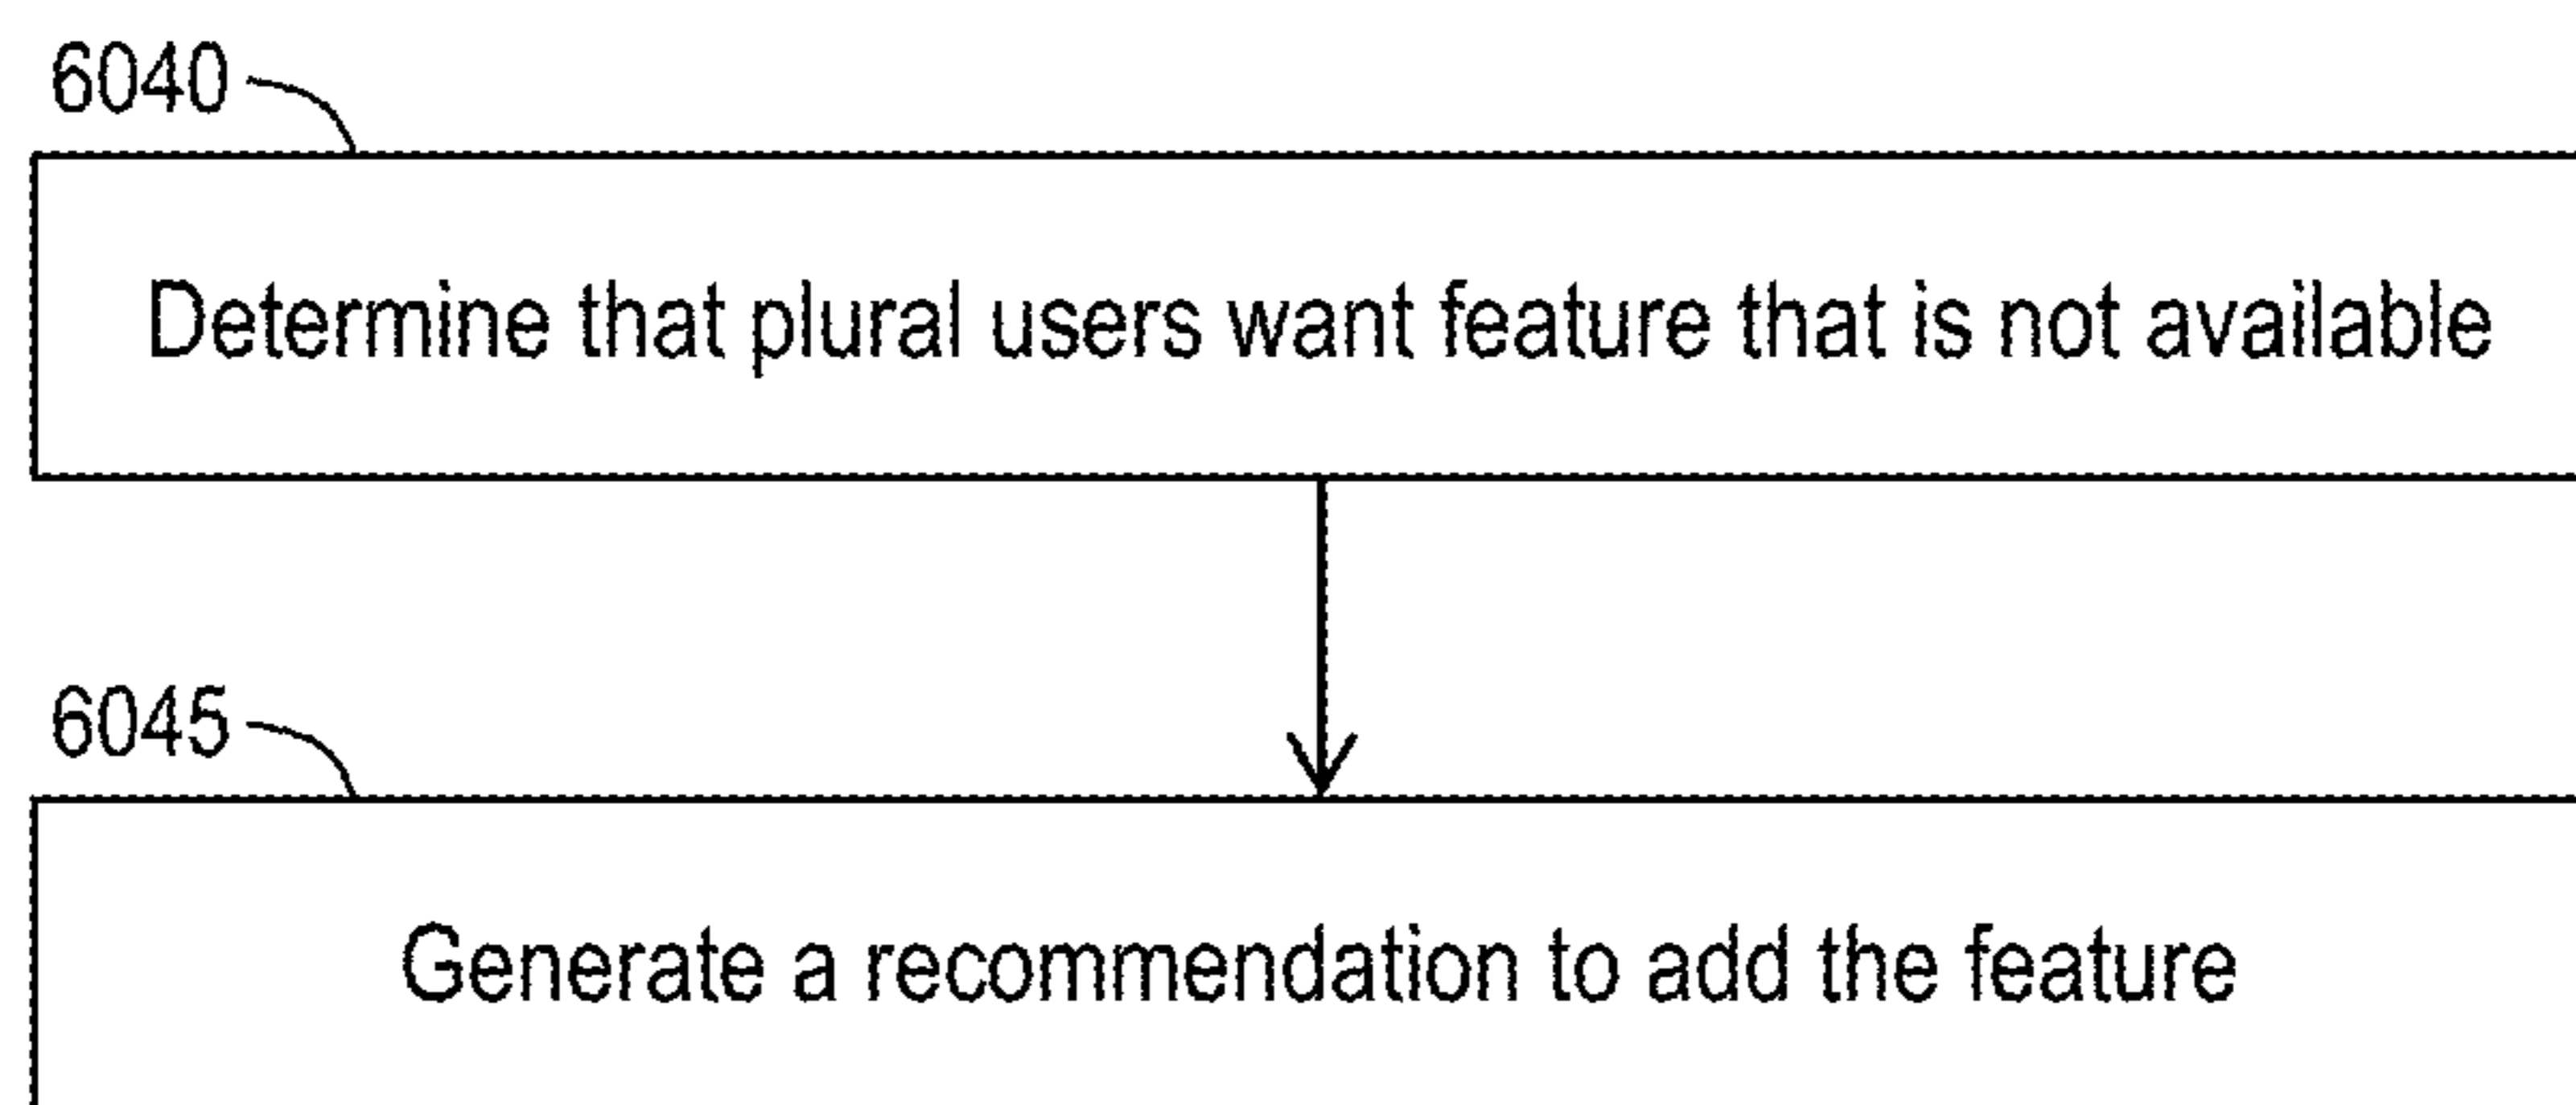 6040
Determine that plural users want feature that is not available
6045
Generate a recommendation to add the feature